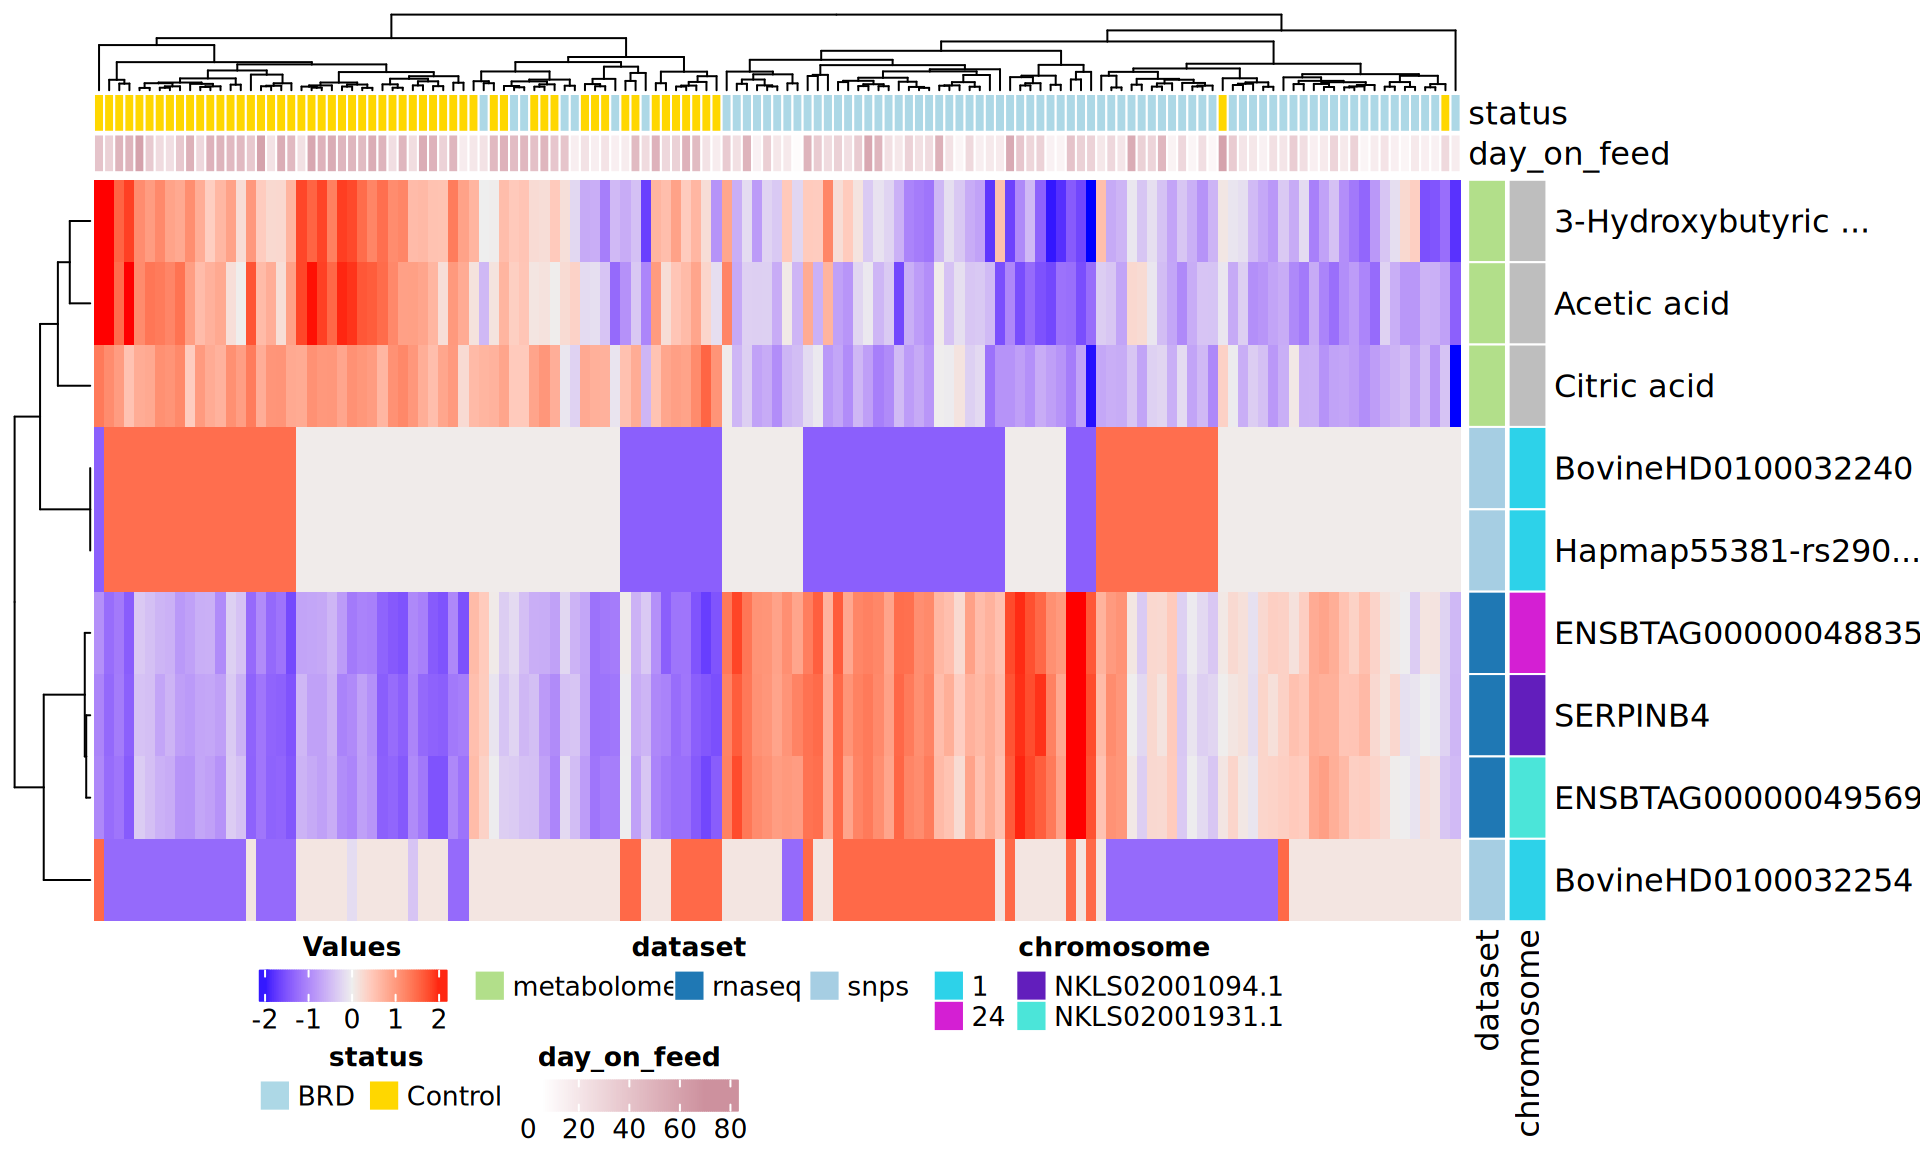 status
day_on_feed
3-Hydroxybutyric ...
Acetic acid
Citric acid
BovineHD0100032240
Hapmap55381-rs290...
ENSBTAG00000048835
SERPINB4
ENSBTAG00000049569
BovineHD0100032254
dataset
chromosome
Values
-2 -1 0 1 2
dataset
metabolome rnaseq snps
chromosome
1 NKLS02001094.1
24 NKLS02001931.1
status
BRD Control
day_on_feed
0 20 40 60 80